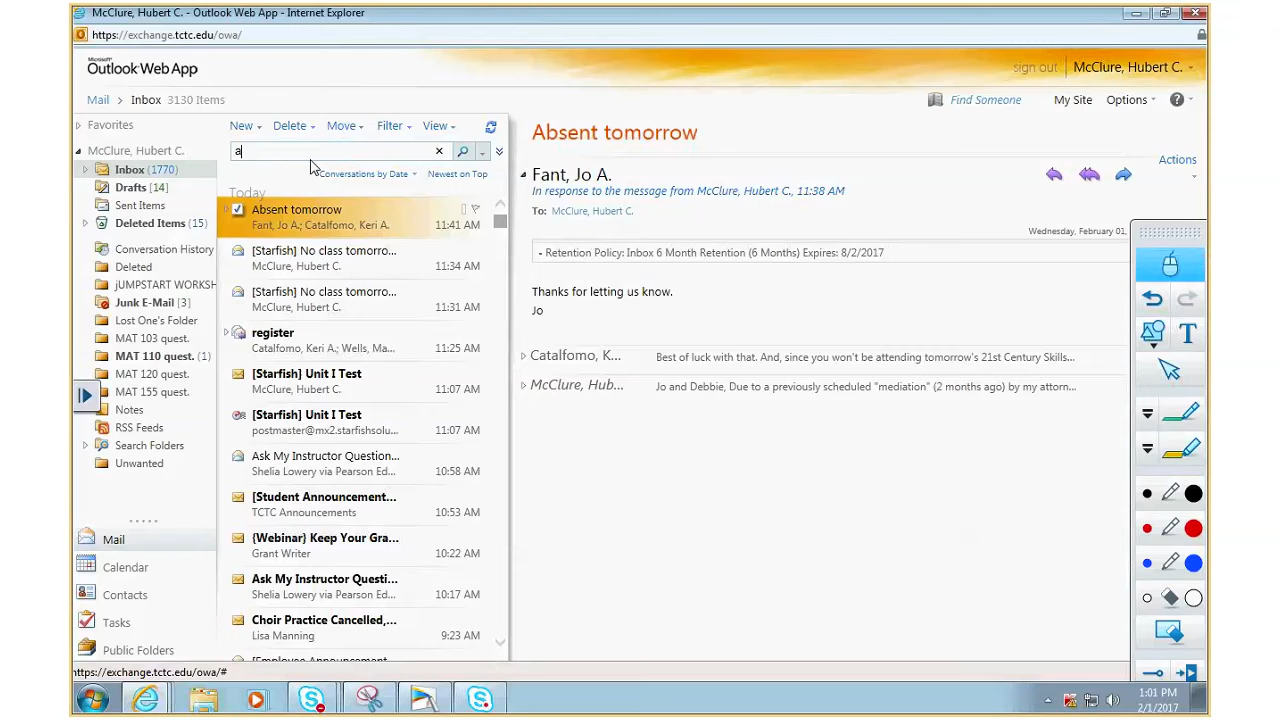 McClure, Hubert C. - Outlook Web App - Internet Explorer
https://exchange.tctc.edu/owa/
Microsoft
Outlook Web App
sign out McClure, Hubert C.
Mail > Inbox 3130 Items
Find Someone My Site Options
Favorites
McClure, Hubert C.
Inbox (1770)
Drafts [14]
Sent Items
Deleted Items (15)
Conversation History
Deleted
jUMPSTART WORKSH
Junk E-Mail [3]
Lost One's Folder
MAT 103 quest.
MAT 110 quest. (1)
MAT 120 quest.
MAT 155 quest.
Notes
RSS Feeds
Search Folders
Unwanted
Mail
Calendar
Contacts
Tasks
Public Folders
New Delete Move Filter View
a
Conversations by Date Newest on Top
Today
Absent tomorrow
Fant, Jo A.; Catalfomo, Keri A. 11:41 AM
[Starfish] No class tomorro...
McClure, Hubert C. 11:34 AM
[Starfish] No class tomorro...
McClure, Hubert C. 11:31 AM
register
Catalfomo, Keri A.; Wells, Ma... 11:25 AM
[Starfish] Unit I Test
McClure, Hubert C. 11:07 AM
[Starfish] Unit I Test
postmaster@mx2.starfishsolu... 11:07 AM
Ask My Instructor Question...
Shelia Lowery via Pearson Ed... 10:58 AM
[Student Announcement...
TCTC Announcements 10:53 AM
{Webinar} Keep Your Gra...
Grant Writer 10:22 AM
Ask My Instructor Questi...
Shelia Lowery via Pearson Ed... 10:17 AM
Choir Practice Cancelled,...
Lisa Manning 9:23 AM
[Employee Announcement...
Absent tomorrow
Actions
Fant, Jo A.
In response to the message from McClure, Hubert C., 11:38 AM
To: McClure, Hubert C.
Wednesday, February 01,
- Retention Policy: Inbox 6 Month Retention (6 Months) Expires: 8/2/2017
Thanks for letting us know.
Jo
Catalfomo, K... Best of luck with that. And, since you won't be attending tomorrow's 21st Century Skills...
McClure, Hub... Jo and Debbie, Due to a previously scheduled "mediation" (2 months ago) by my attorn...
T
https://exchange.tctc.edu/owa/#
1:01 PM
2/1/2017